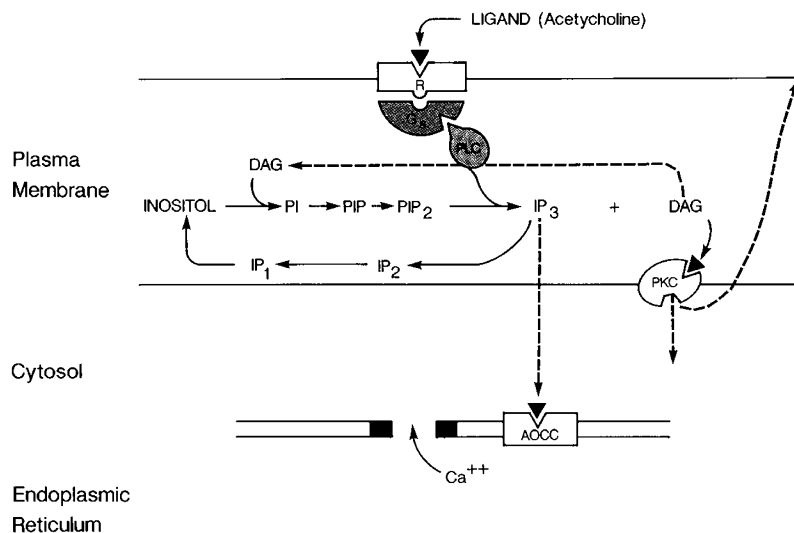 LIGAND (Acetycholine)
R
Gs
PLC
Plasma
Membrane
DAG
INOSITOL PI PIP PIP2 IP3 + DAG
IP1 IP2
PKC
Cytosol
AOCC
Ca++
Endoplasmic
Reticulum